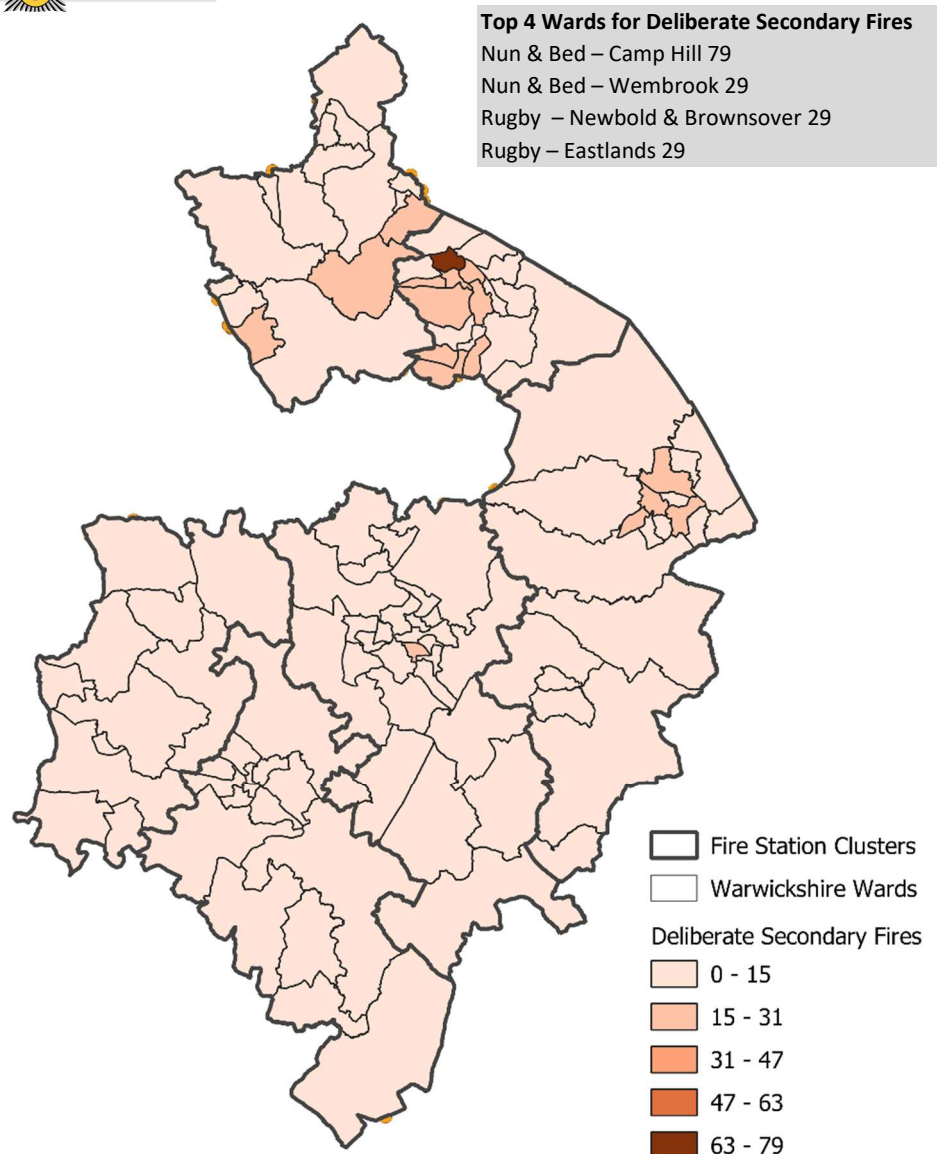 Top 4 Wards for Deliberate Secondary Fires
Nun & Bed – Camp Hill 79
Nun & Bed – Wembrook 29
Rugby – Newbold & Brownsover 29
Rugby – Eastlands 29
Fire Station Clusters
Warwickshire Wards
Deliberate Secondary Fires
0 - 15
15 - 31
31 - 47
47 - 63
63 - 79